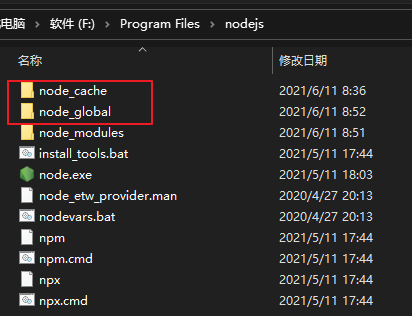 电脑 > 软件 (F:) > Program Files > nodejs
名称 修改日期
node_cache 2021/6/11 8:36
node_global 2021/6/11 8:52
node_modules 2021/6/11 8:51
install_tools.bat 2021/5/11 17:44
node.exe 2021/5/11 18:03
node_etw_provider.man 2020/4/27 20:13
nodevars.bat 2020/4/27 20:13
npm 2021/5/11 17:44
npm.cmd 2021/5/11 17:44
npx 2021/5/11 17:44
npx.cmd 2021/5/11 17:44